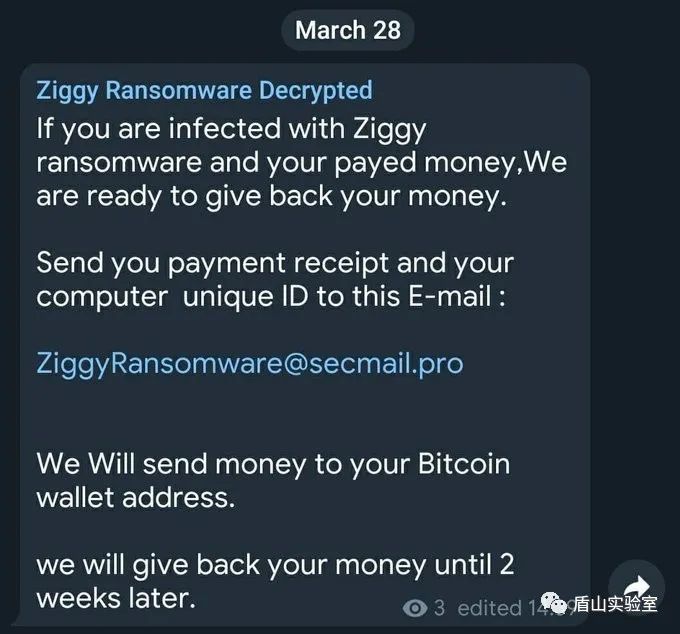 March 28
Ziggy Ransomware Decrypted
If you are infected with Ziggy
ransomware and your payed money,We
are ready to give back your money.
Send you payment receipt and your
computer unique ID to this E-mail :
ZiggyRansomware@secmail.pro
We Will send money to your Bitcoin
wallet address.
we will give back your money until 2
weeks later.
3 edited
盾山实验室